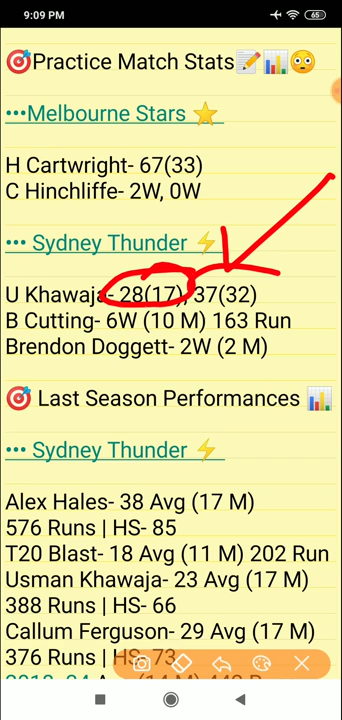 9:09 PM 65
🎯Practice Match Stats📝📊😳
•••Melbourne Stars ⭐
H Cartwright- 67(33)
C Hinchliffe- 2W, 0W
••• Sydney Thunder ⚡
U Khawaja- 28(17), 37(32)
B Cutting- 6W (10 M) 163 Run
Brendon Doggett- 2W (2 M)
🎯 Last Season Performances 📊
••• Sydney Thunder ⚡
Alex Hales- 38 Avg (17 M)
576 Runs | HS- 85
T20 Blast- 18 Avg (11 M) 202 Run
Usman Khawaja- 23 Avg (17 M)
388 Runs | HS- 66
Callum Ferguson- 29 Avg (17 M)
376 Runs | HS- 73